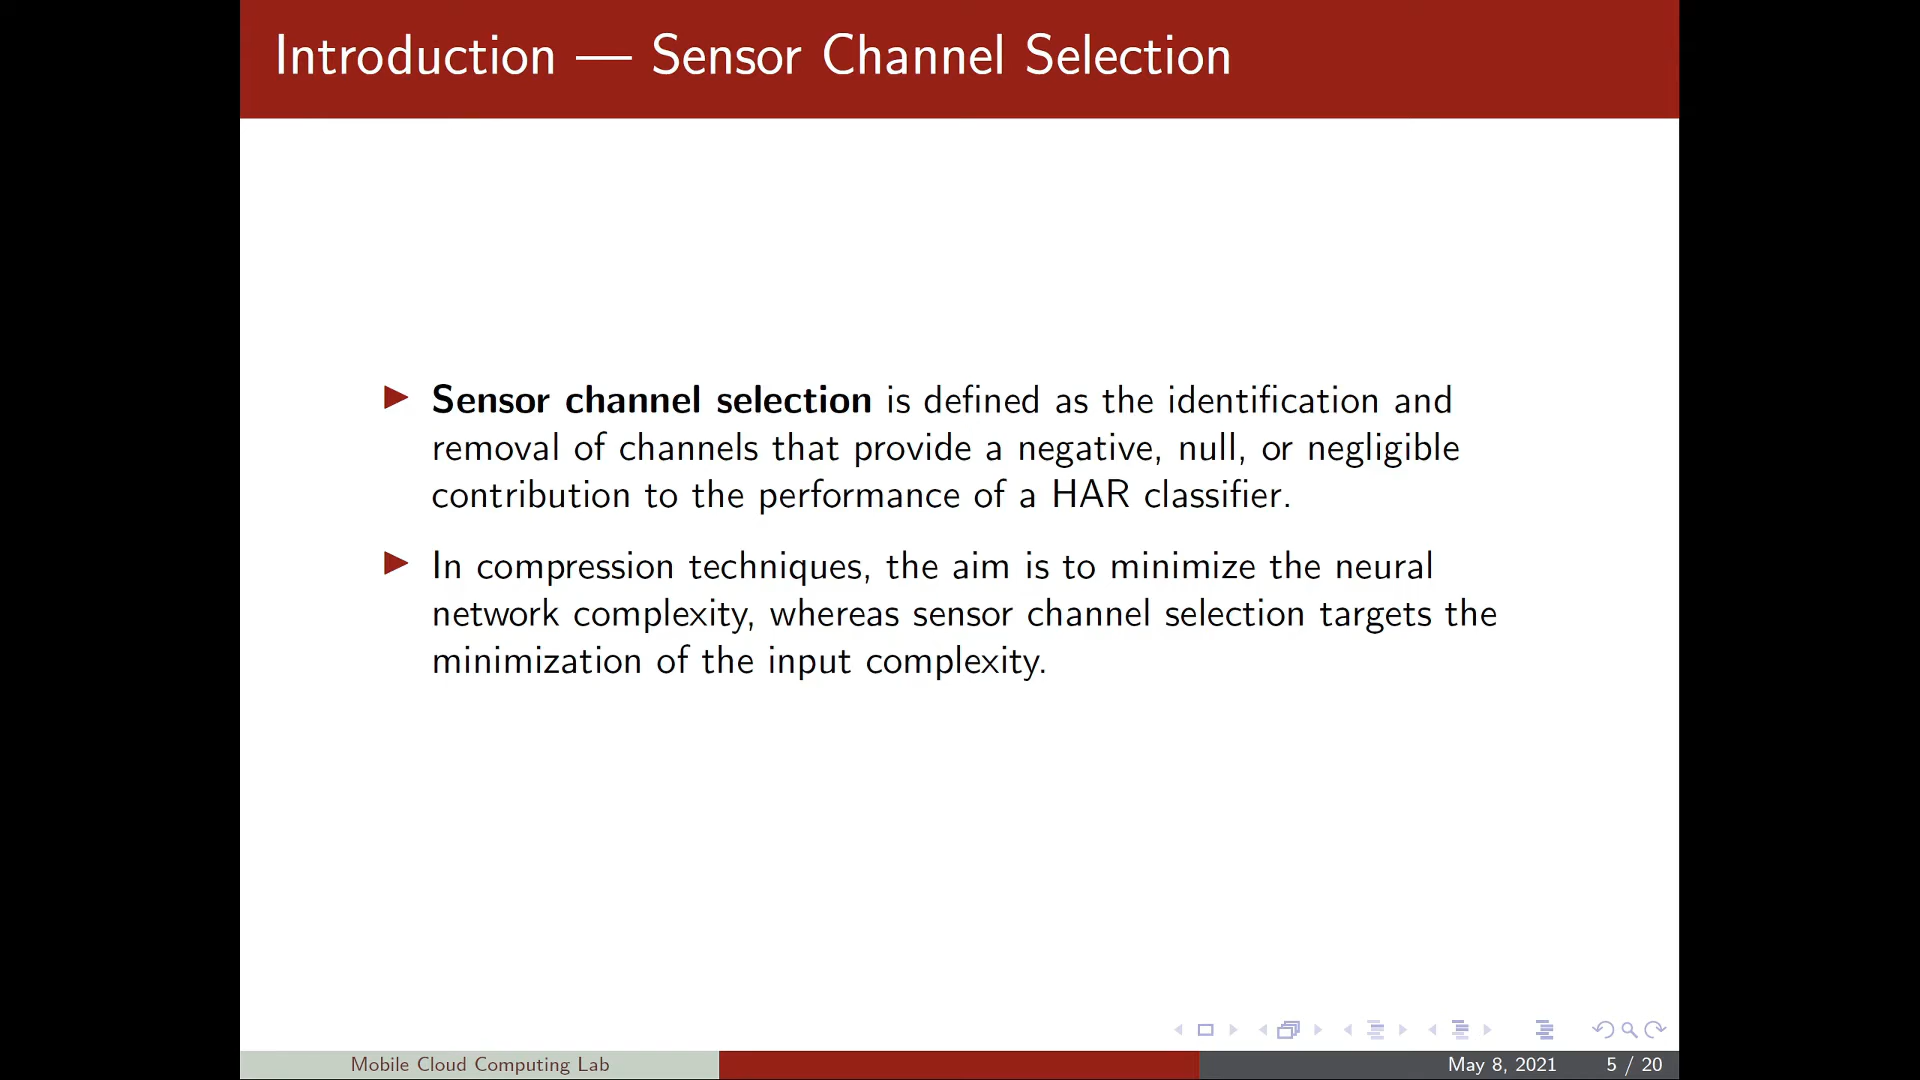 Introduction — Sensor Channel Selection
Sensor channel selection is defined as the identification and
removal of channels that provide a negative, null, or negligible
contribution to the performance of a HAR classifier.
In compression techniques, the aim is to minimize the neural
network complexity, whereas sensor channel selection targets the
minimization of the input complexity.
Mobile Cloud Computing Lab
May 8, 2021
5 / 20